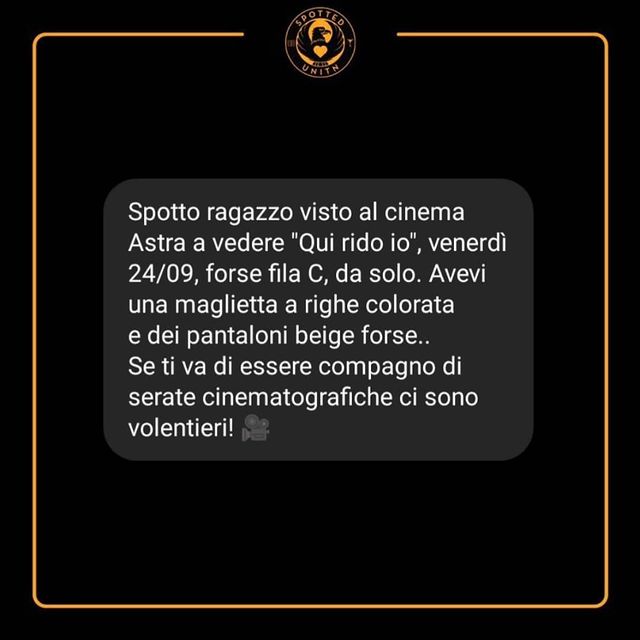 SPOTTED
UNITN
Spotto ragazzo visto al cinema
Astra a vedere "Qui rido io", venerdì
24/09, forse fila C, da solo. Avevi
una maglietta a righe colorata
e dei pantaloni beige forse..
Se ti va di essere compagno di
serate cinematografiche ci sono
volentieri! 🎥